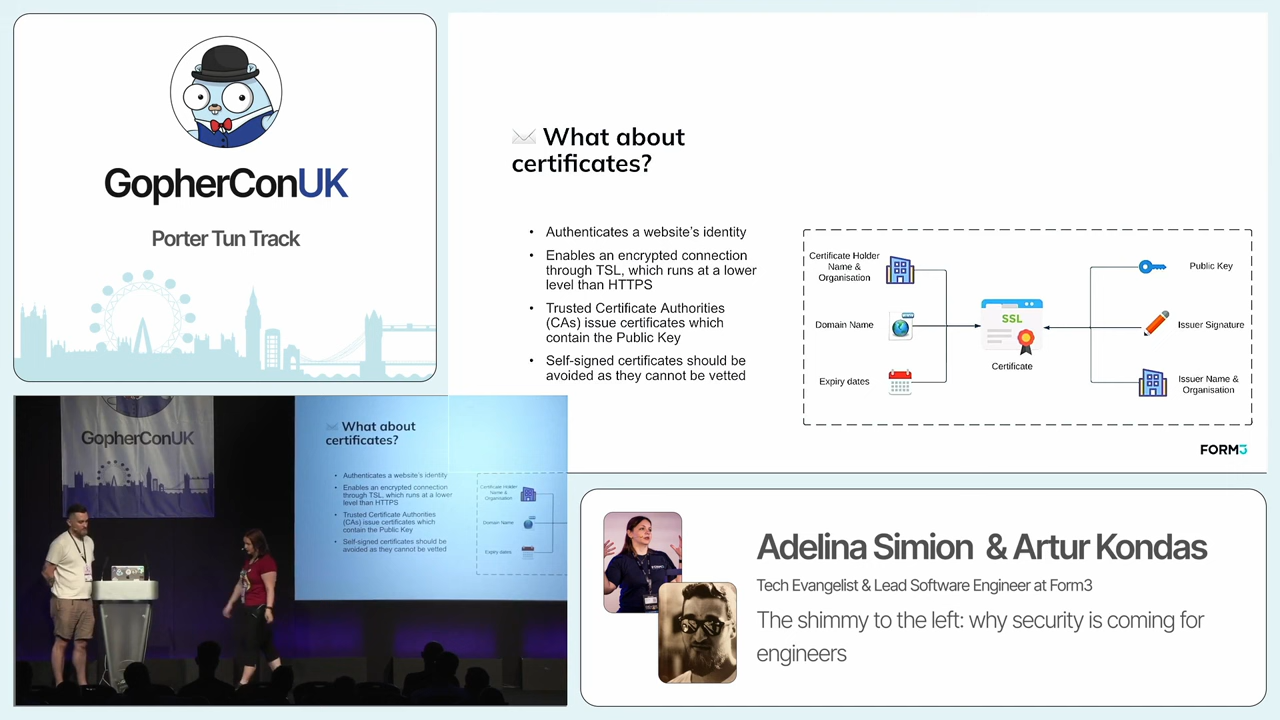 GopherConUK
Porter Tun Track
✉ What about
certificates?
• Authenticates a website's identity
• Enables an encrypted connection
through TSL, which runs at a lower
level than HTTPS
• Trusted Certificate Authorities
(CAs) issue certificates which
contain the Public Key
• Self-signed certificates should be
avoided as they cannot be vetted
Certificate Holder
Name &
Organisation
Domain Name
Expiry dates
SSL
Certificate
Public Key
Issuer Signature
Issuer Name &
Organisation
FORM3
GopherConUK
What about
certificates?
• Authenticates a website's identity
• Enables an encrypted connection
through TSL, which runs at a lower
level than HTTPS
• Trusted Certificate Authorities
(CAs) issue certificates which
contain the Public Key
• Self-signed certificates should be
avoided as they cannot be vetted
Certificate Holder
Name &
Organisation
Domain Name
Expiry dates
Adelina Simion & Artur Kondas
Tech Evangelist & Lead Software Engineer at Form3
The shimmy to the left: why security is coming for
engineers